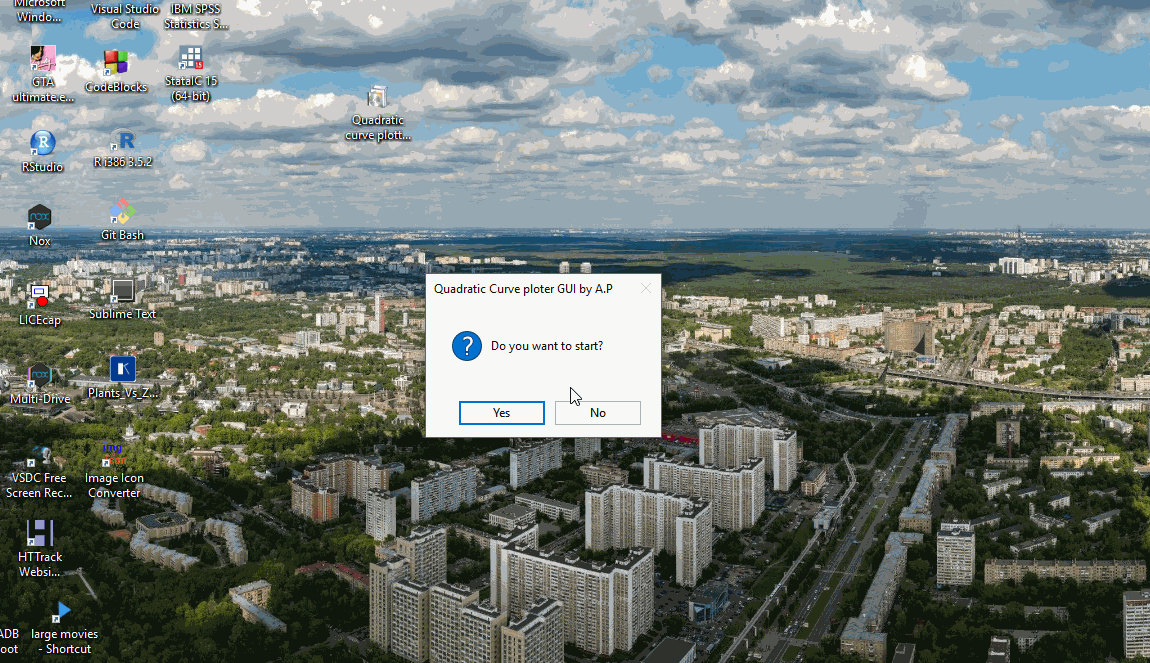 Microsoft
Windo...
Visual Studio
Code
IBM SPSS
Statistics S...
GTA
ultimate.e...
CodeBlocks
StataIC 15
(64-bit)
Quadratic
curve plott...
RStudio
R i386 3.5.2
Nox
Git Bash
LICEcap
Sublime Text
Multi-Drive
Plants_Vs_Z...
VSDC Free
Screen Rec...
Image Icon
Converter
HTTrack
Websi...
ADB
oot
large movies
- Shortcut
Quadratic Curve ploter GUI by A.P
Do you want to start?
Yes
No